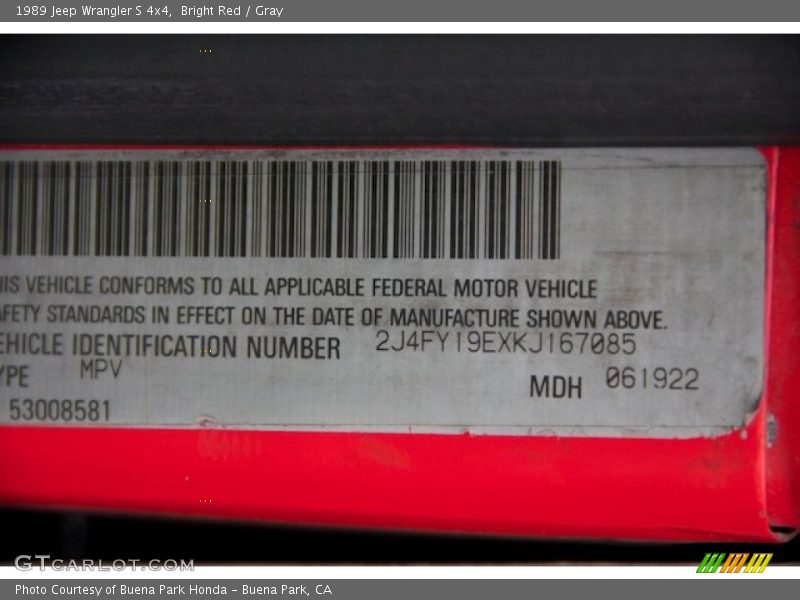 1989 Jeep Wrangler S 4x4, Bright Red / Gray
HIS VEHICLE CONFORMS TO ALL APPLICABLE FEDERAL MOTOR VEHICLE
AFETY STANDARDS IN EFFECT ON THE DATE OF MANUFACTURE SHOWN ABOVE.
EHICLE IDENTIFICATION NUMBER 2J4FY19EXKJ167085
YPE MPV MDH 061922
53008581
GTCARLOT.COM
Photo Courtesy of Buena Park Honda - Buena Park, CA